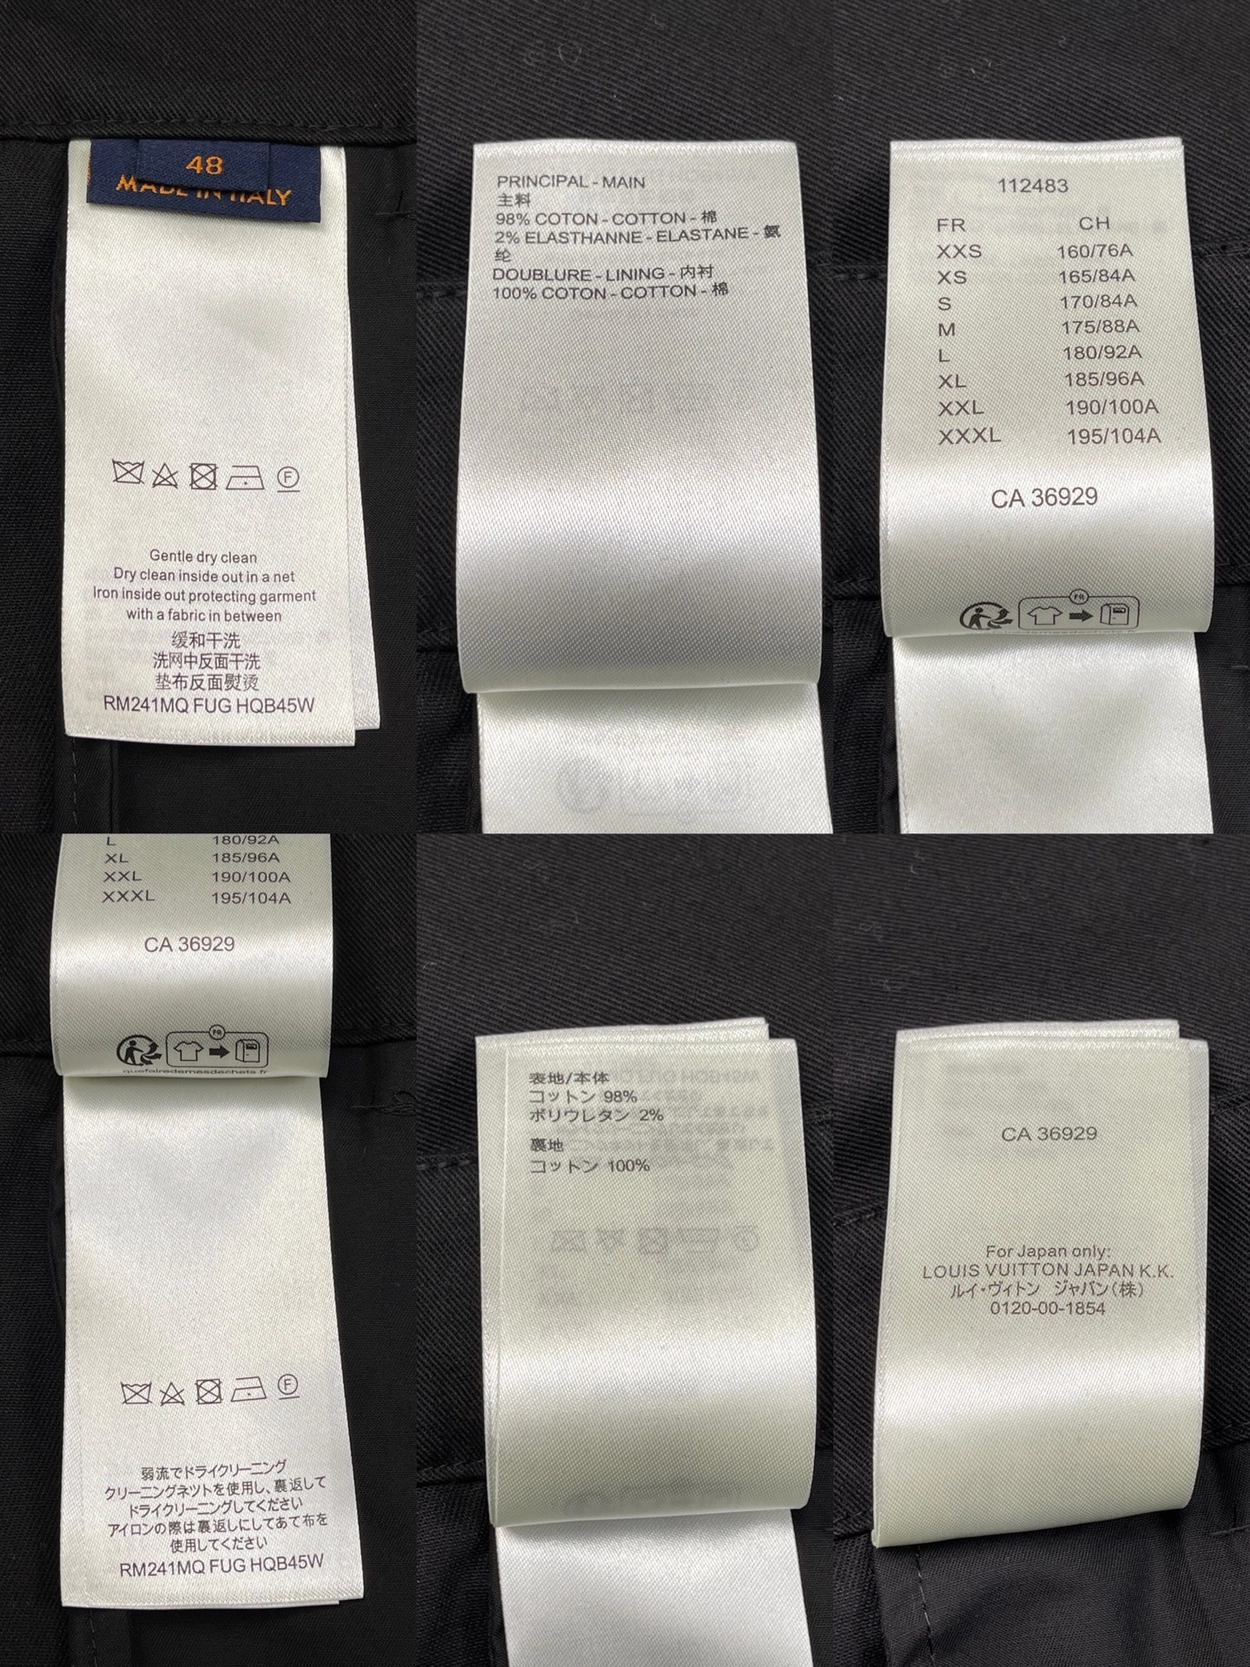 48
MADE IN ITALY
F
Gentle dry clean
Dry clean inside out in a net
Iron inside out protecting garment
with a fabric in between
缓和干洗
洗网中反面干洗
垫布反面熨烫
RM241MQ FUG HQB45W
PRINCIPAL - MAIN
主料
98% COTON - COTTON - 棉
2% ELASTHANNE - ELASTANE - 氨
纶
DOUBLURE - LINING - 内衬
100% COTON - COTTON - 棉
112483
FR CH
XXS 160/76A
XS 165/84A
S 170/84A
M 175/88A
L 180/92A
XL 185/96A
XXL 190/100A
XXXL 195/104A
CA 36929
FR
L 180/92A
XL 185/96A
XXL 190/100A
XXXL 195/104A
CA 36929
FR
quefairedemesdechets.fr
F
弱流でドライクリーニング
クリーニングネットを使用し、裏返して
ドライクリーニングしてください
アイロンの際は裏返しにしてあて布を
使用してください
RM241MQ FUG HQB45W
表地/本体
コットン 98%
ポリウレタン 2%
裏地
コットン 100%
CA 36929
For Japan only:
LOUIS VUITTON JAPAN K.K.
ルイ・ヴィトン ジャパン(株)
0120-00-1854